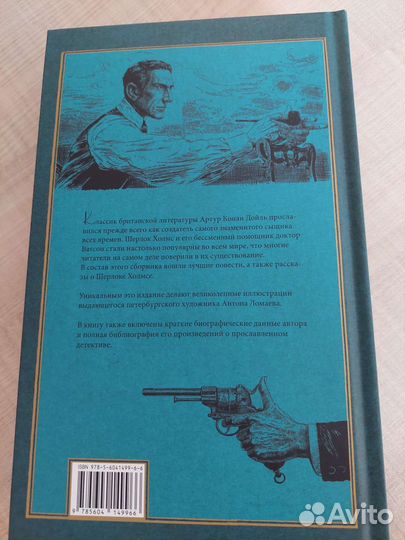 Классик британской литературы Артур Конан Дойль просла-
вился прежде всего как создатель самого знаменитого сыщика
всех времен. Шерлок Холмс и его бессменный помощник доктор
Ватсон стали настолько популярны во всем мире, что многие
читатели на самом деле поверили в их существование.
В состав этого сборника вошли лучшие повести, а также расска-
зы о Шерлоке Холмсе.
Уникальным это издание делают великолепные иллюстрации
выдающегося петербургского художника Антона Ломаева.
В книгу также включены краткие биографические данные автора
и полная библиография его произведений о прославленном
детективе.
ISBN 978-5-6041499-6-6
9 785604 149966
Avito